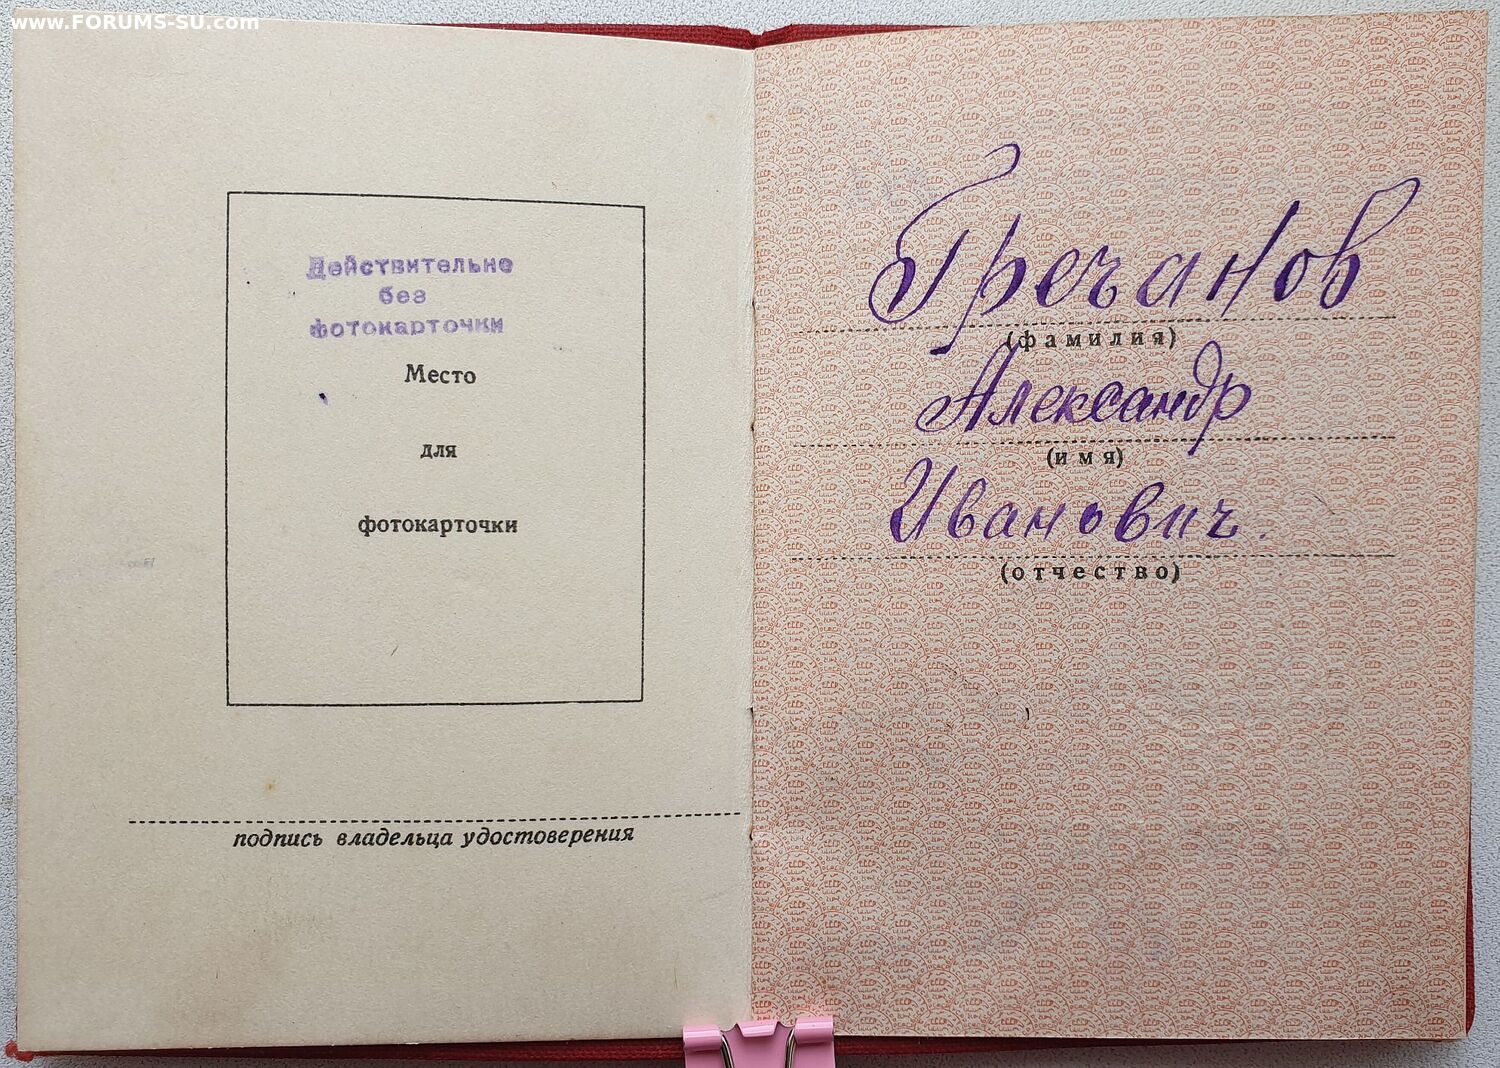 www.FORUMS-SU.com
Действительно
без
фотокарточки
Место
для
фотокарточки
подпись владельца удостоверения
Гречанов
(фамилия)
Александр
(имя)
Иванович.
(отчество)